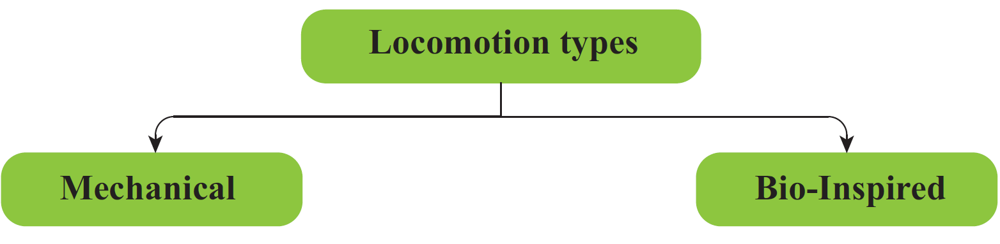 Locomotion types
Mechanical
Bio-Inspired